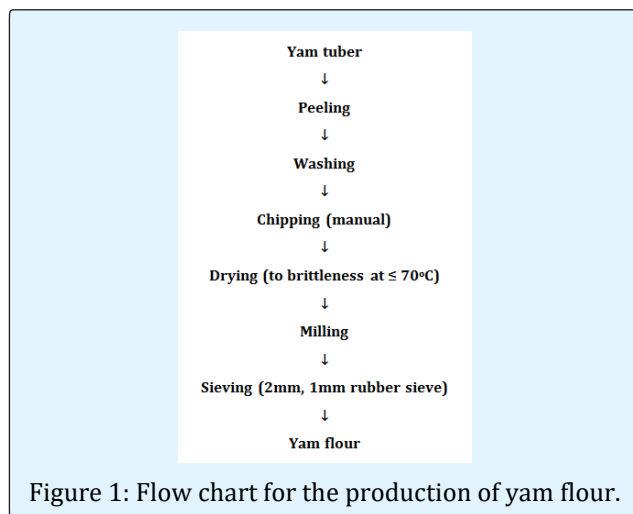 Yam tuber
↓
Peeling
↓
Washing
↓
Chipping (manual)
↓
Drying (to brittleness at ≤ 70ºC)
↓
Milling
↓
Sieving (2mm, 1mm rubber sieve)
↓
Yam flour
Figure 1: Flow chart for the production of yam flour.